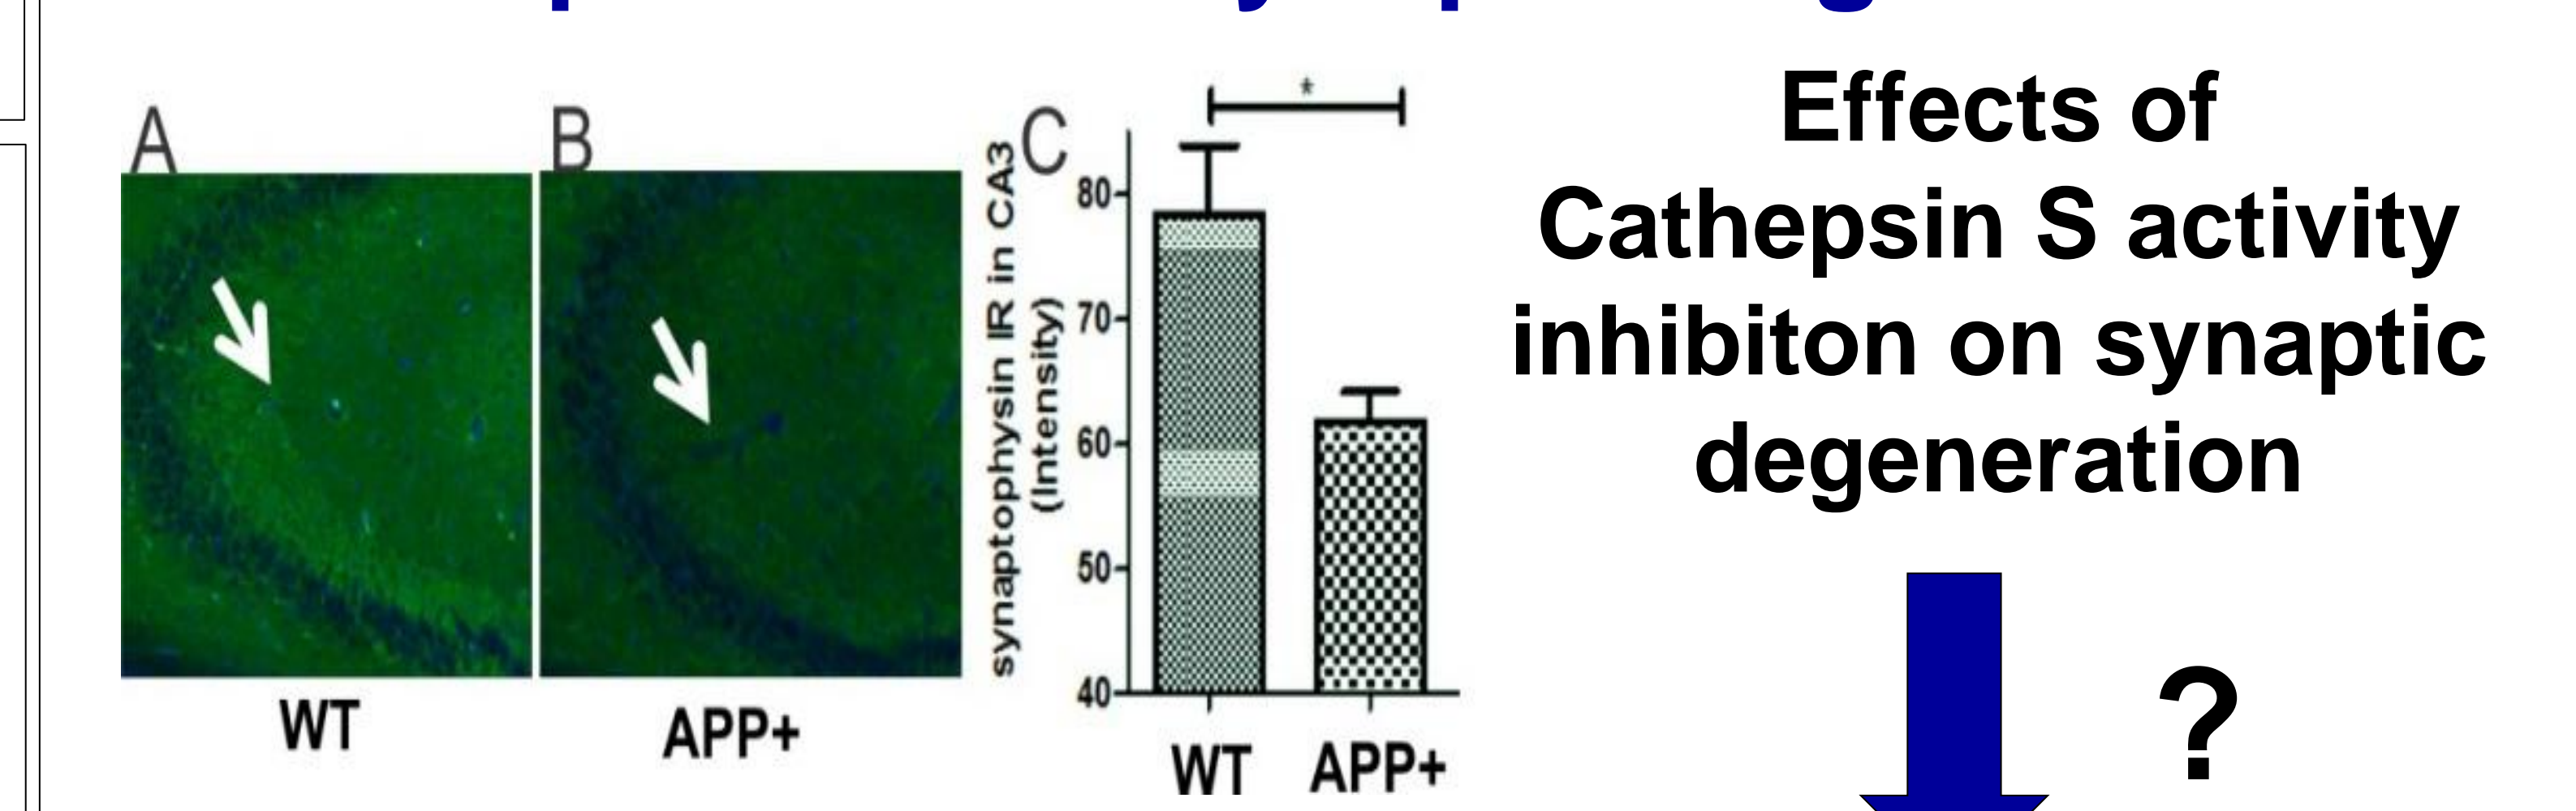 A
B
C
*
synaptophysin IR in CA3
(Intensity)
80
70
60
50
40
WT
APP+
WT
APP+
Effects of
Cathepsin S activity
inhibiton on synaptic
degeneration
?